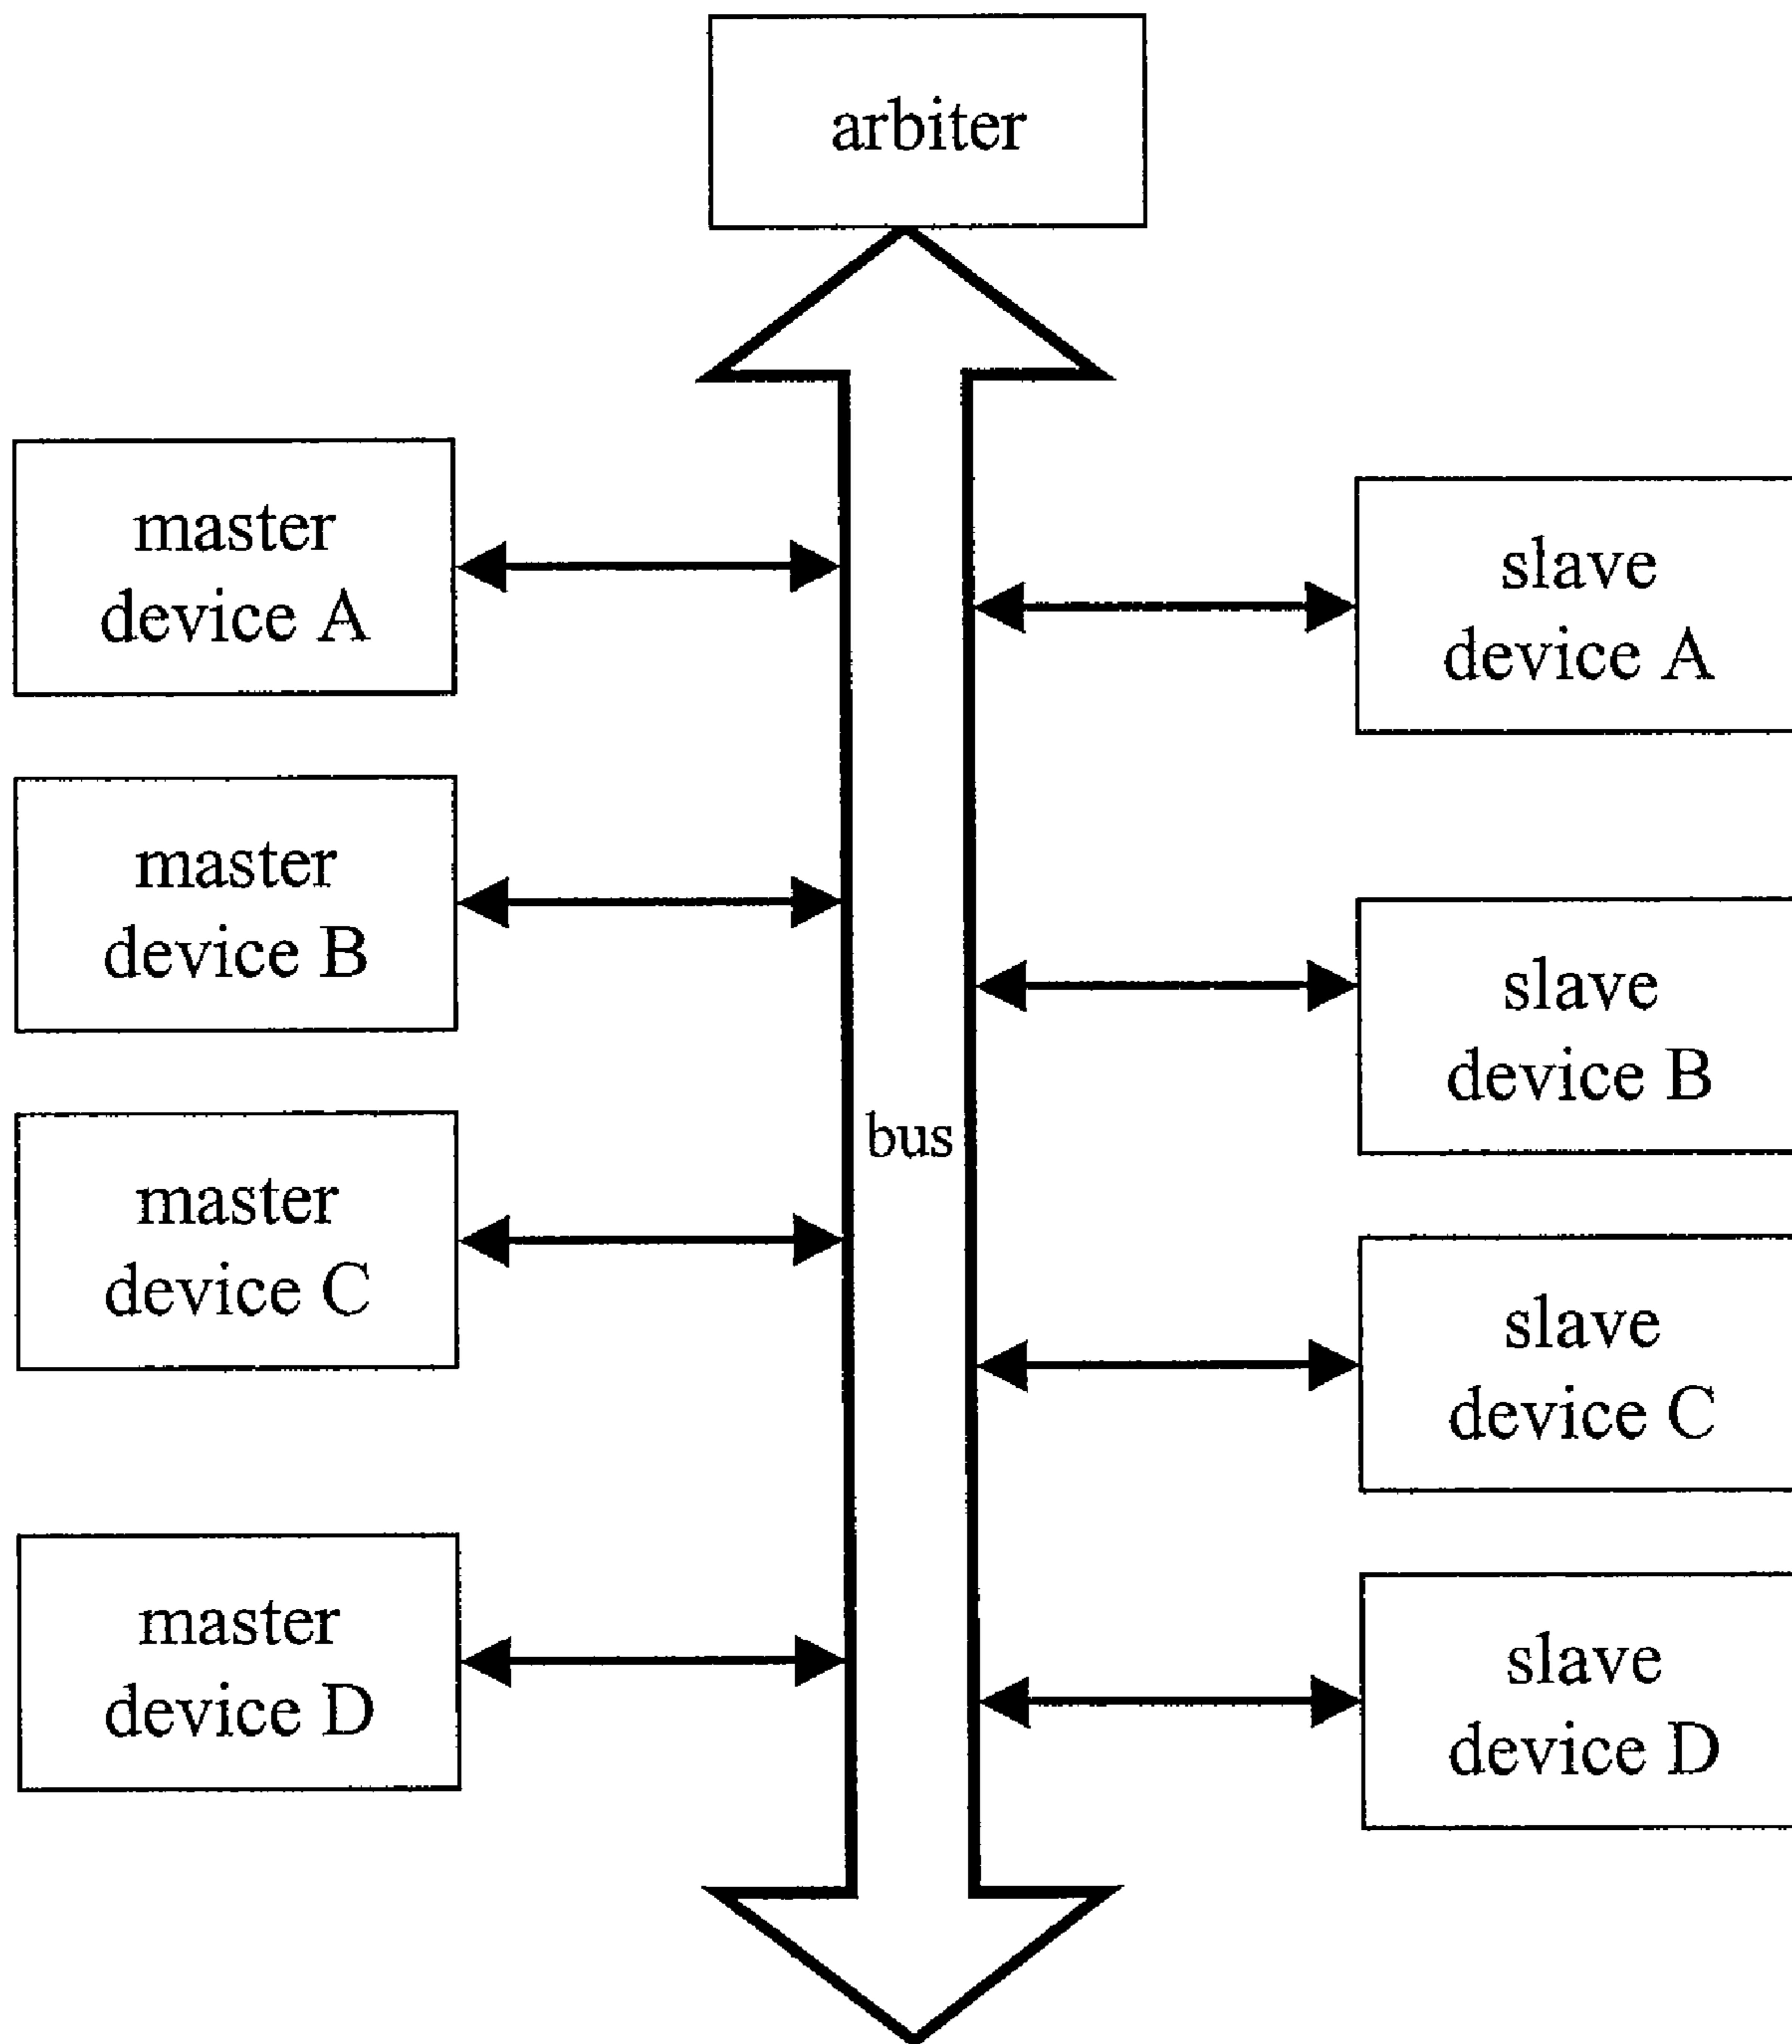 arbiter
master
device A
slave
device A
master
device B
slave
device B
bus
master
device C
slave
device C
master
device D
slave
device D